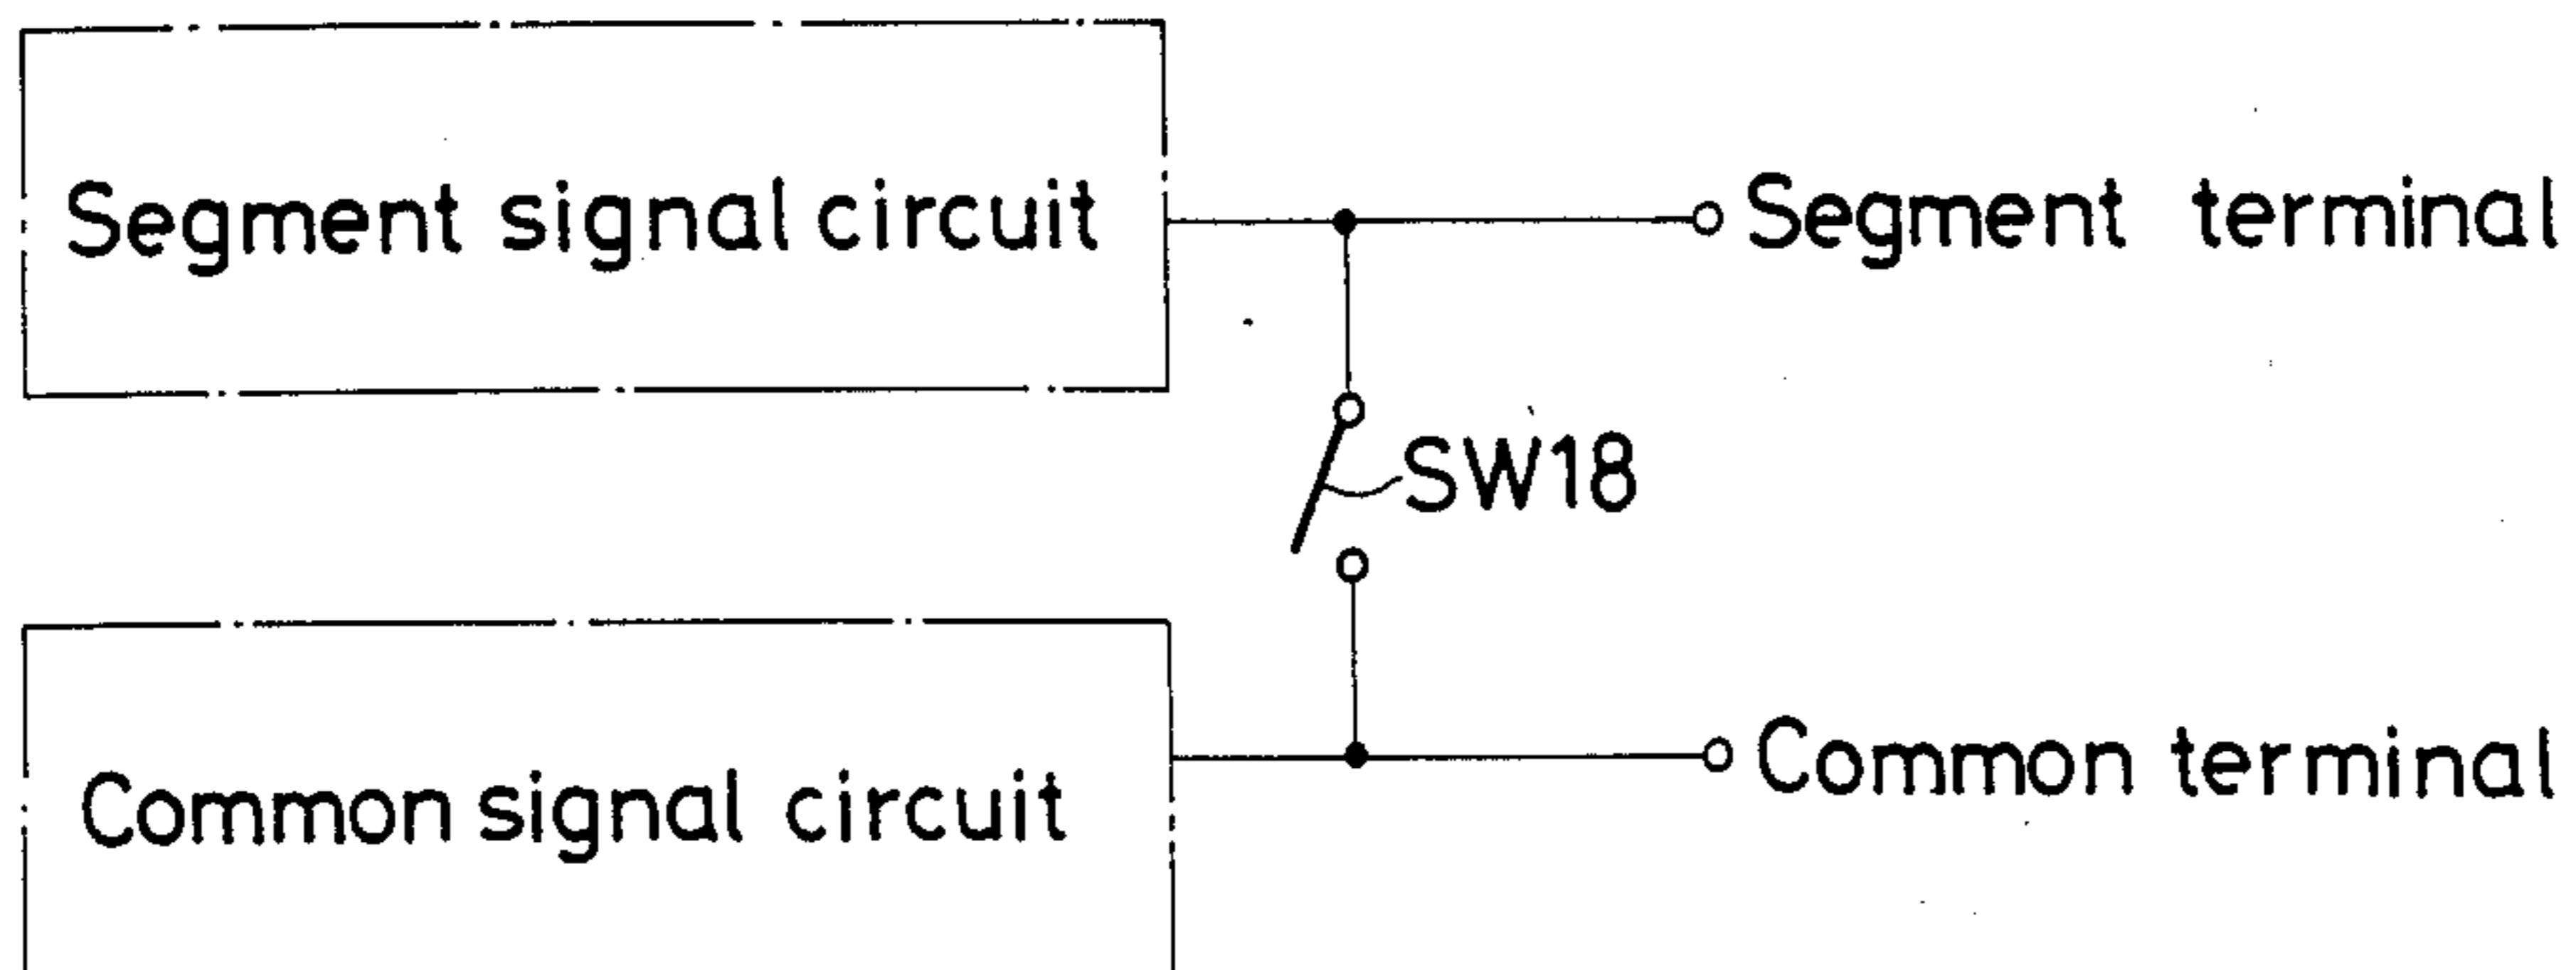 Segment signal circuit
Segment terminal
SW18
Common signal circuit
Common terminal